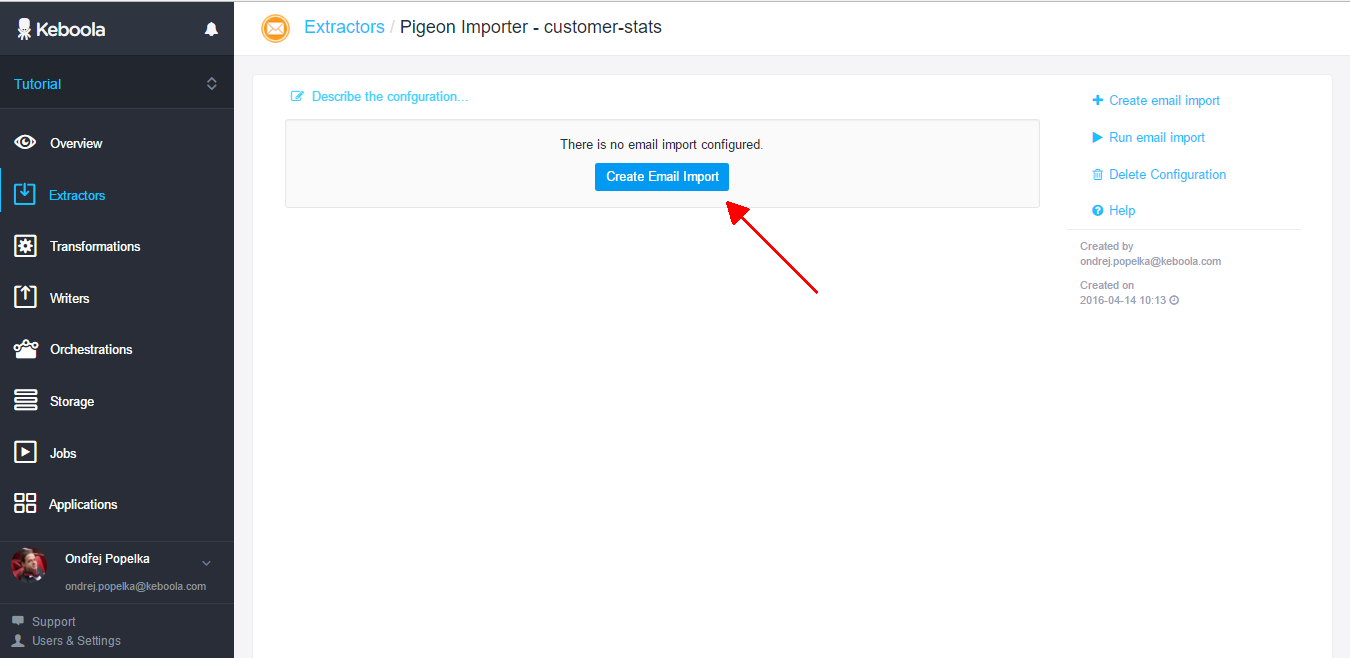 Keboola
Extractors / Pigeon Importer - customer-stats
Tutorial
Overview
Extractors
Transformations
Writers
Orchestrations
Storage
Jobs
Applications
Ondřej Popelka
ondrej.popelka@keboola.com
Support
Users & Settings
Describe the confguration...
There is no email import configured.
Create Email Import
Create email import
Run email import
Delete Configuration
Help
Created by
ondrej.popelka@keboola.com
Created on
2016-04-14 10:13